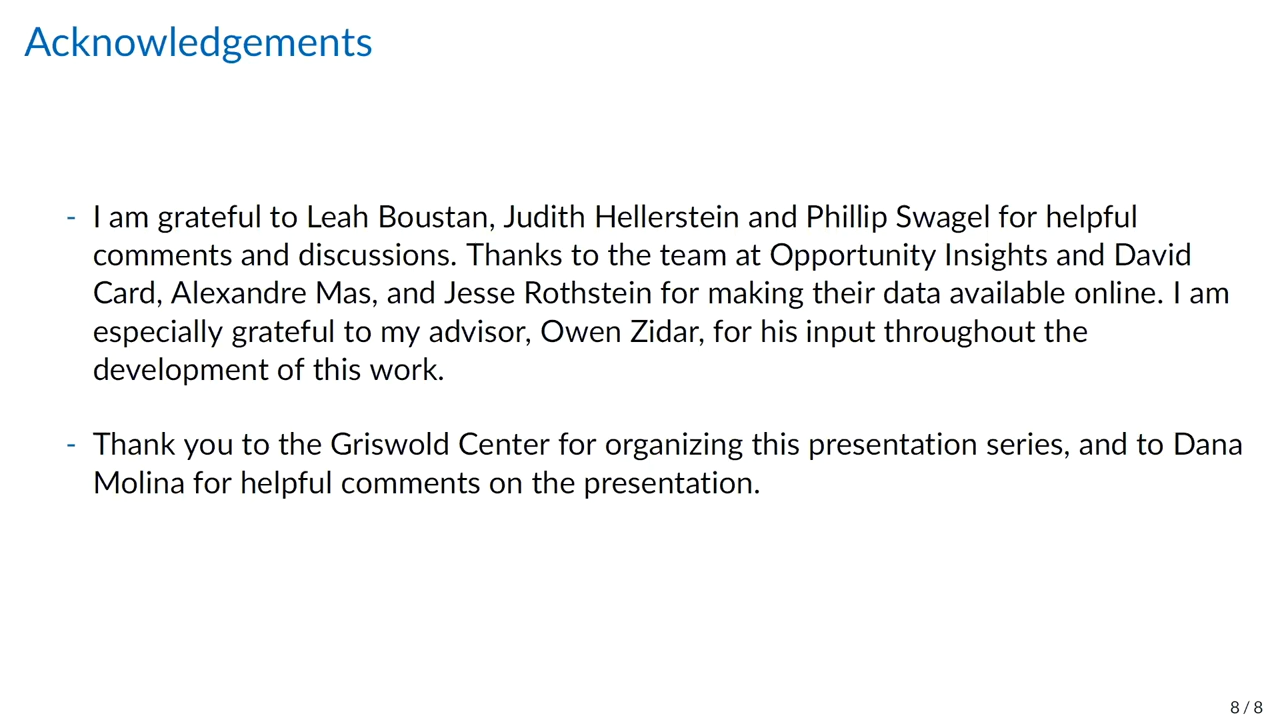 Acknowledgements
- I am grateful to Leah Boustan, Judith Hellerstein and Phillip Swagel for helpful
comments and discussions. Thanks to the team at Opportunity Insights and David
Card, Alexandre Mas, and Jesse Rothstein for making their data available online. I am
especially grateful to my advisor, Owen Zidar, for his input throughout the
development of this work.
- Thank you to the Griswold Center for organizing this presentation series, and to Dana
Molina for helpful comments on the presentation.
8 / 8